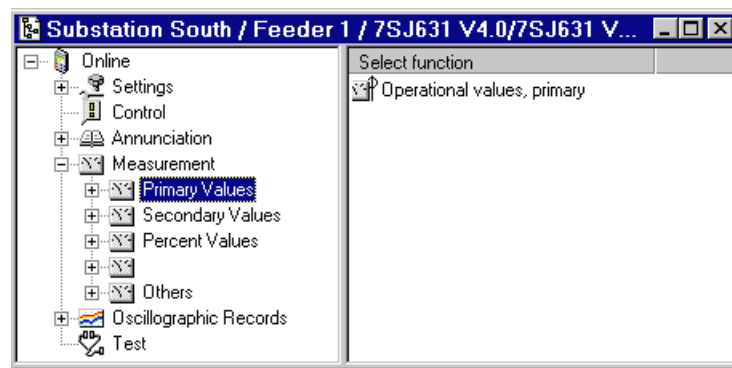 Substation South / Feeder 1 / 7SJ631 V4.0/7SJ631 V...
Online
Settings
Control
Annunciation
Measurement
Primary Values
Secondary Values
Percent Values
Others
Oscillographic Records
Test
Select function
Operational values, primary